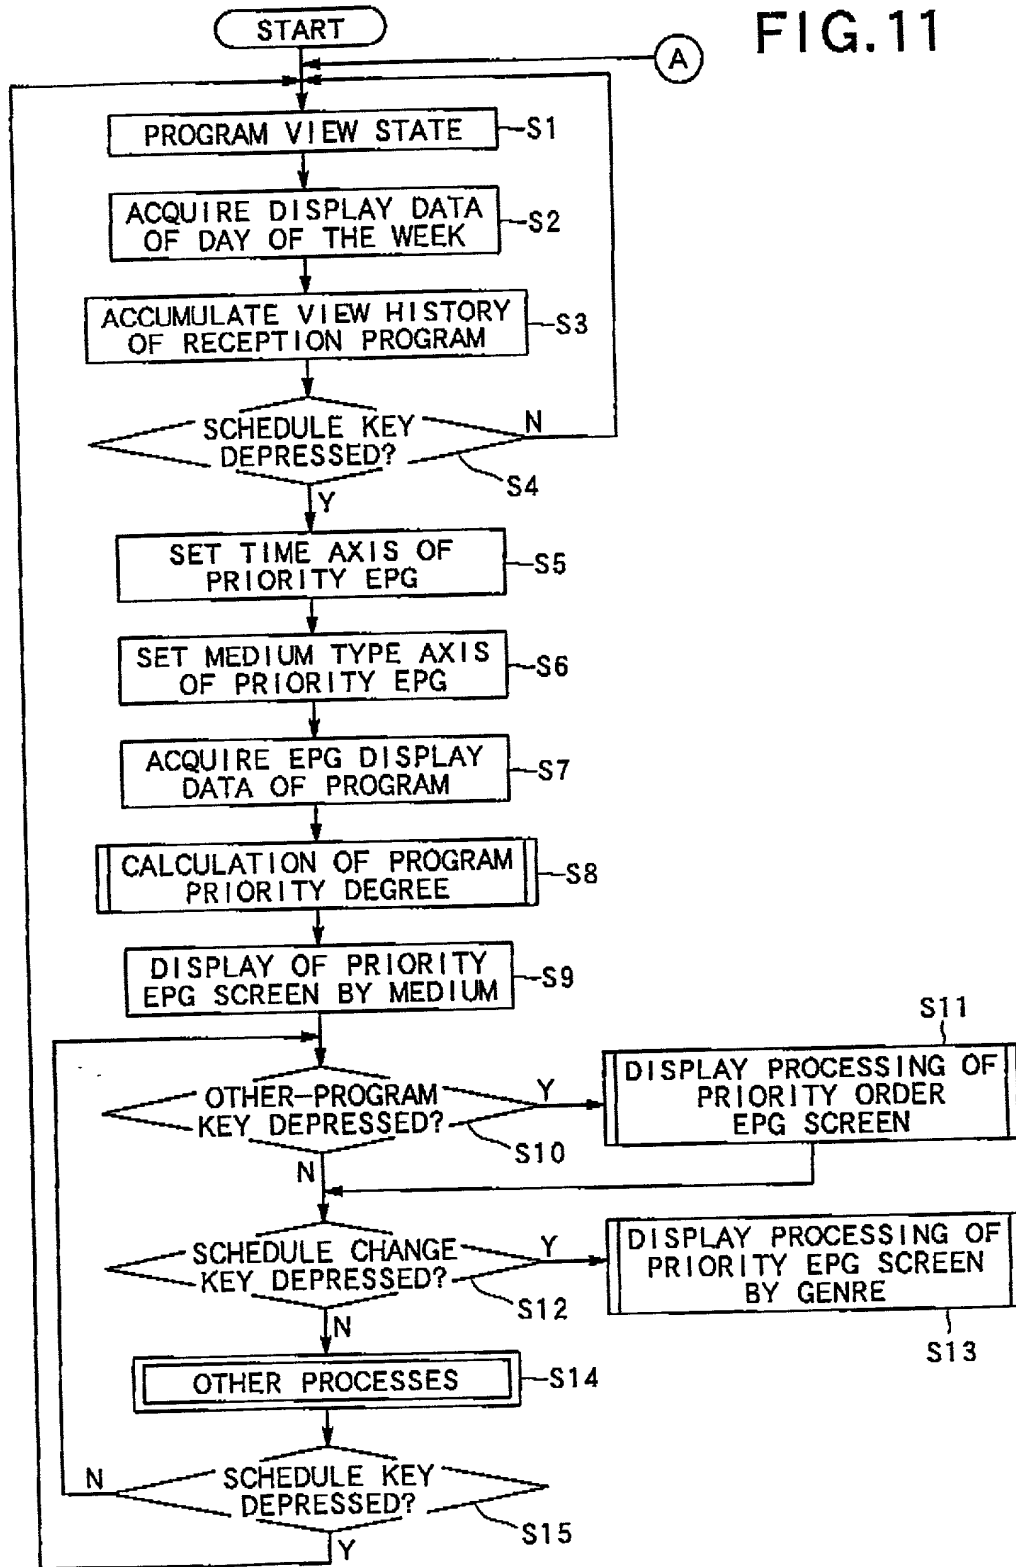 FIG.11
START
A
PROGRAM VIEW STATE
S1
ACQUIRE DISPLAY DATA
OF DAY OF THE WEEK
S2
ACCUMULATE VIEW HISTORY
OF RECEPTION PROGRAM
S3
SCHEDULE KEY
DEPRESSED?
N
S4
Y
SET TIME AXIS OF
PRIORITY EPG
S5
SET MEDIUM TYPE AXIS
OF PRIORITY EPG
S6
ACQUIRE EPG DISPLAY
DATA OF PROGRAM
S7
CALCULATION OF PROGRAM
PRIORITY DEGREE
S8
DISPLAY OF PRIORITY
EPG SCREEN BY MEDIUM
S9
OTHER-PROGRAM
KEY DEPRESSED?
Y
S10
N
S11
DISPLAY PROCESSING OF
PRIORITY ORDER
EPG SCREEN
SCHEDULE CHANGE
KEY DEPRESSED?
Y
S12
N
DISPLAY PROCESSING OF
PRIORITY EPG SCREEN
BY GENRE
S13
OTHER PROCESSES
S14
N
SCHEDULE KEY
DEPRESSED?
S15
Y